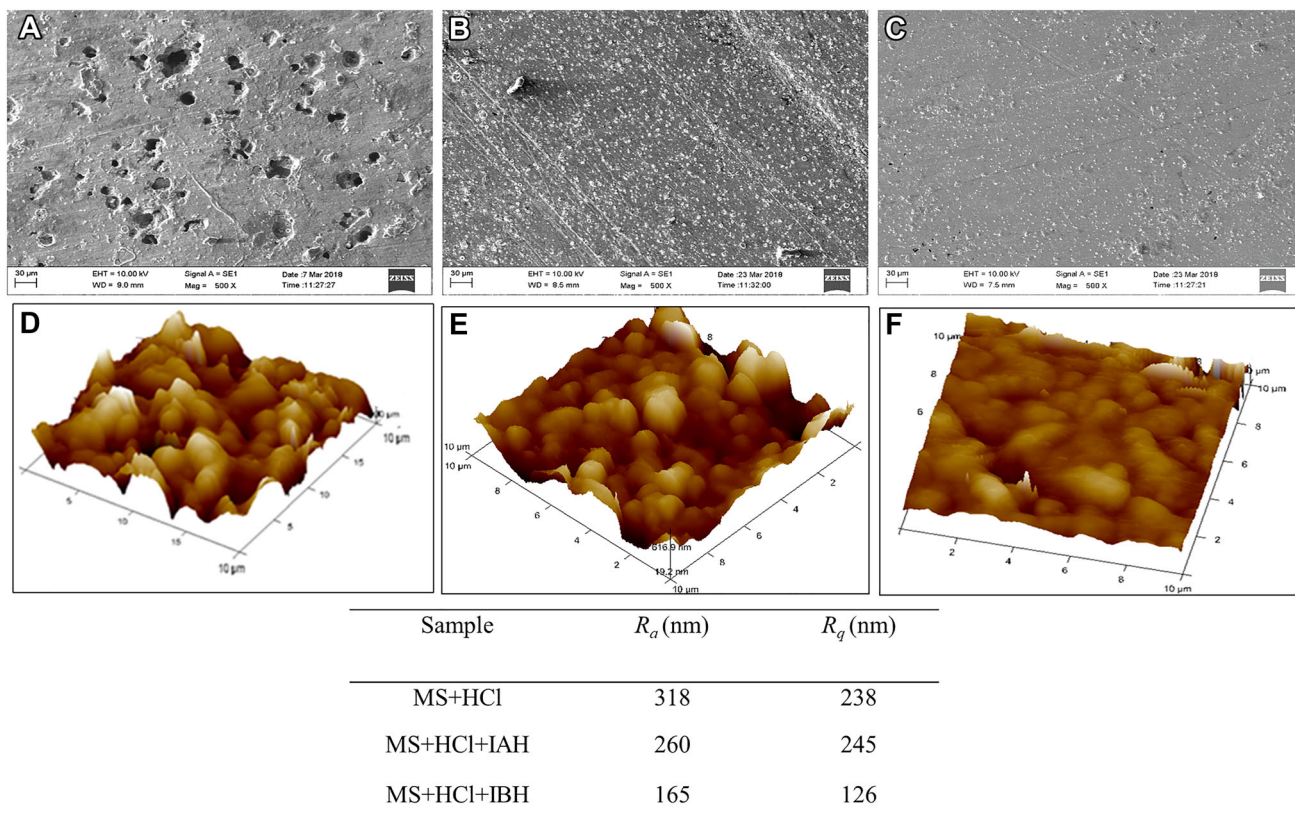 A
B
C
30 µm
EHT = 10.00 kV
Signal A = SE1
Date :7 Mar 2018
ZEISS
WD = 9.0 mm
Mag = 500 X
Time :11:27:27
30 µm
EHT = 10.00 kV
Signal A = SE1
Date :23 Mar 2018
ZEISS
WD = 8.5 mm
Mag = 500 X
Time :11:32:00
30 µm
EHT = 10.00 kV
Signal A = SE1
Date :23 Mar 2018
ZEISS
WD = 7.5 mm
Mag = 500 X
Time :11:27:21
D
10 µm
15
10
5
5
10
15
10 µm
E
8
10 µm
10 µm
8
6
4
2
2
4
6
8
616.9 nm
19.2 nm
10 µm
F
10 µm
8
6
10 µm
8
6
4
2
2
4
6
8
10 µm
Sample Ra (nm) Rq (nm)
MS+HCl 318 238
MS+HCl+IAH 260 245
MS+HCl+IBH 165 126